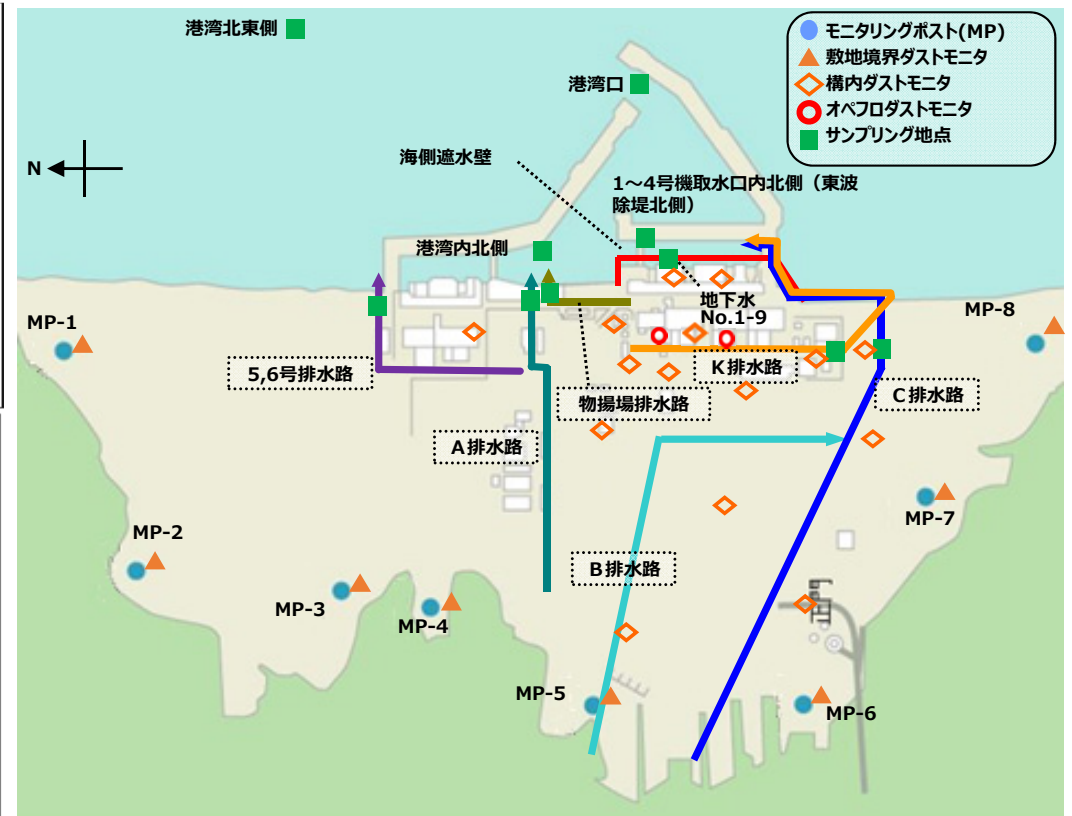 港湾北東側
モニタリングポスト(MP)
敷地境界ダストモニタ
構内ダストモニタ
オペフロダストモニタ
サンプリング地点
港湾口
N
海側遮水壁
1～4号機取水口内北側（東波
除堤北側）
港湾内北側
地下水
No.1-9
MP-1
MP-8
5,6号排水路
物揚場排水路
K排水路
C排水路
A排水路
MP-7
MP-2
B排水路
MP-3
MP-4
MP-5
MP-6